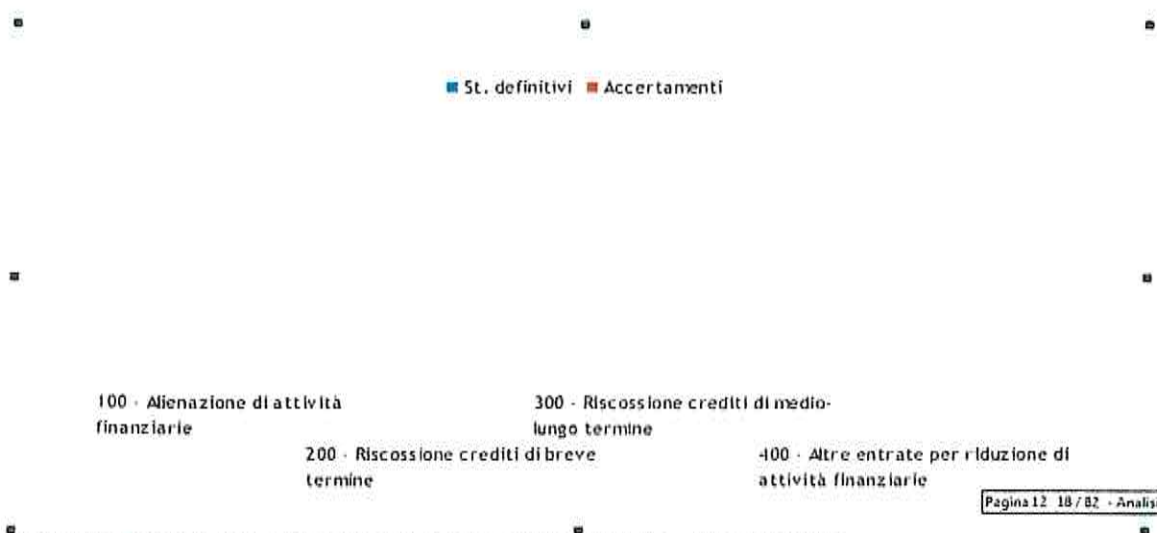 St. definitivi Accertamenti
100 - Alienazione di attività
finanziarie
300 - Riscossione crediti di medio-
lungo termine
200 - Riscossione crediti di breve
termine
400 - Altre entrate per riduzione di
attività finanziarie
Pagina 12 18 / 82 - Analisi